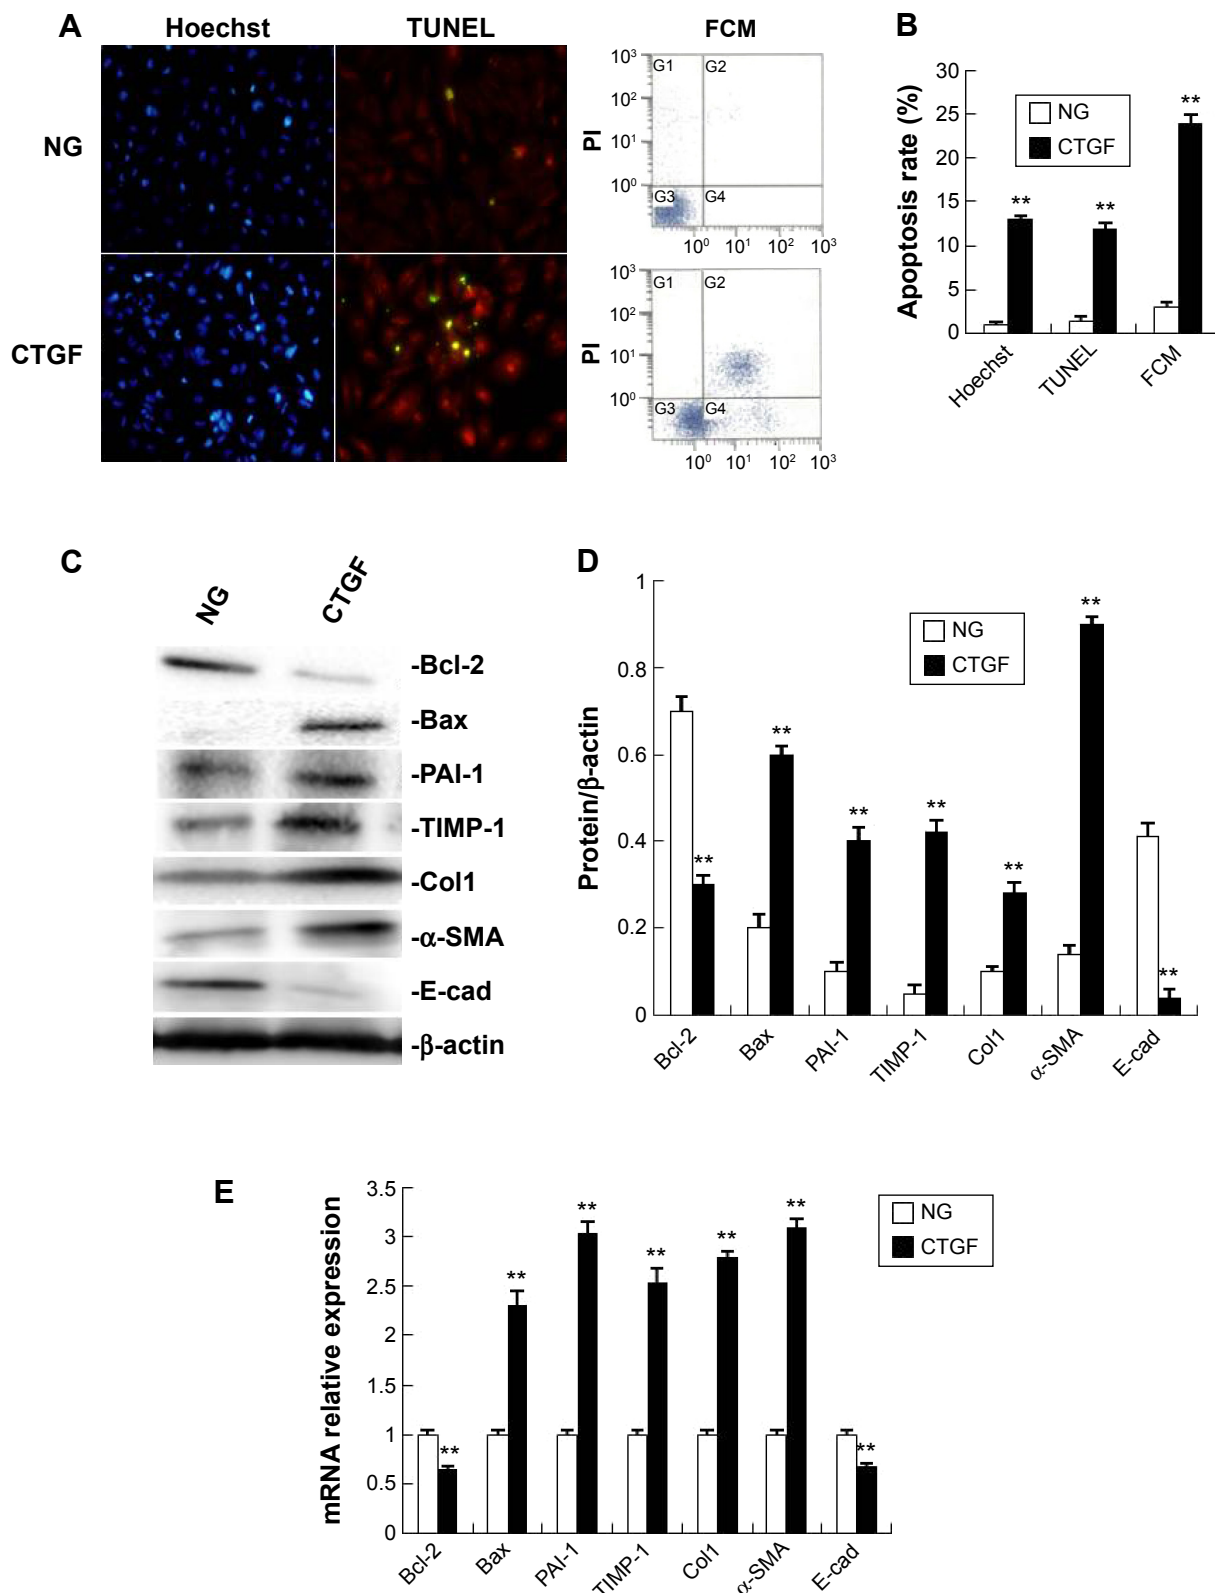 A
Hoechst
TUNEL
FCM
NG
CTGF
PI
10³
10²
10¹
10⁰
G1
G2
G3
G4
10⁰ 10¹ 10² 10³
PI
10³
10²
10¹
10⁰
G1
G2
G3
G4
10⁰ 10¹ 10² 10³
B
Apoptosis rate (%)
30
25
20
15
10
5
0
NG
CTGF
**
**
**
Hoechst
TUNEL
FCM
C
NG
CTGF
-Bcl-2
-Bax
-PAI-1
-TIMP-1
-Col1
-α-SMA
-E-cad
-β-actin
D
Protein/β-actin
1
0.8
0.6
0.4
0.2
0
NG
CTGF
**
**
**
**
**
**
**
Bcl-2
Bax
PAI-1
TIMP-1
Col1
α-SMA
E-cad
E
mRNA relative expression
3.5
3
2.5
2
1.5
1
0.5
0
NG
CTGF
**
**
**
**
**
**
**
Bcl-2
Bax
PAI-1
TIMP-1
Col1
α-SMA
E-cad